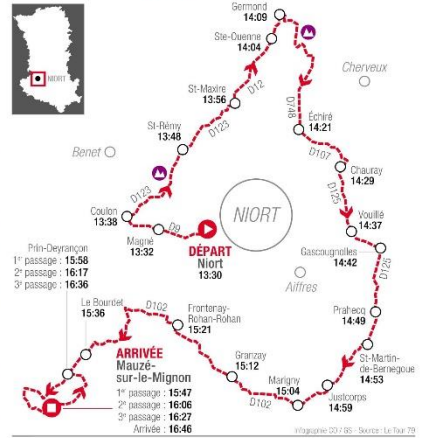 NIORT
Germond
14:09
Ste-Ouenne
14:04
D12
St-Maxire
13:56
D123
St-Rémy
13:48
Benet
D123
Coulon
13:38
D9
Magné
13:32
DÉPART
Niort
13:30
NIORT
Cherveux
D748
Échiré
14:21
D107
Chauray
14:29
D125
Vouillé
14:37
Gascougnolles
14:42
D126
Aiffres
Prahecq
14:49
St-Martin-
de-Bernegoue
14:53
Juscorps
14:59
Marigny
15:04
D102
Granzay
15:12
Frontenay-
Rohan-Rohan
15:21
D102
Le Bourdet
15:36
Prin-Deyrançon
1er passage : 15:58
2e passage : 16:17
3e passage : 16:36
ARRIVÉE
Mauzé-
sur-le-Mignon
1er passage : 15:47
2e passage : 16:06
3e passage : 16:27
Arrivée : 16:46
Infographie CO / GS - Source : Le Tour 79